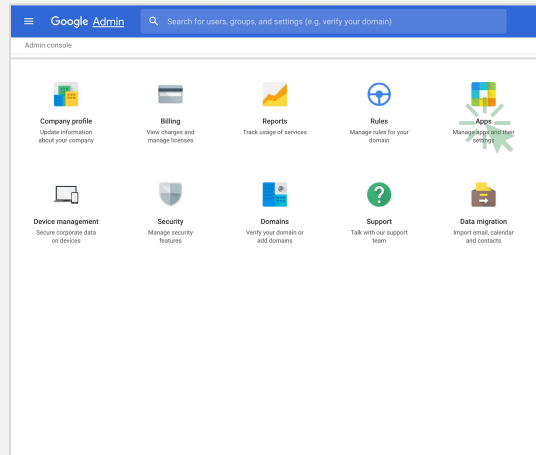 Google Admin
Search for users, groups, and settings (e.g. verify your domain)
Admin console
Company profile
Update information
about your company
Billing
View charges and
manage licenses
Reports
Track usage of services
Rules
Manage rules for your
domain
Apps
Manage apps and their
settings
Device management
Secure corporate data
on devices
Security
Manage security
features
Domains
Verify your domain or
add domains
Support
Talk with our support
team
Data migration
Import email, calendar
and contacts